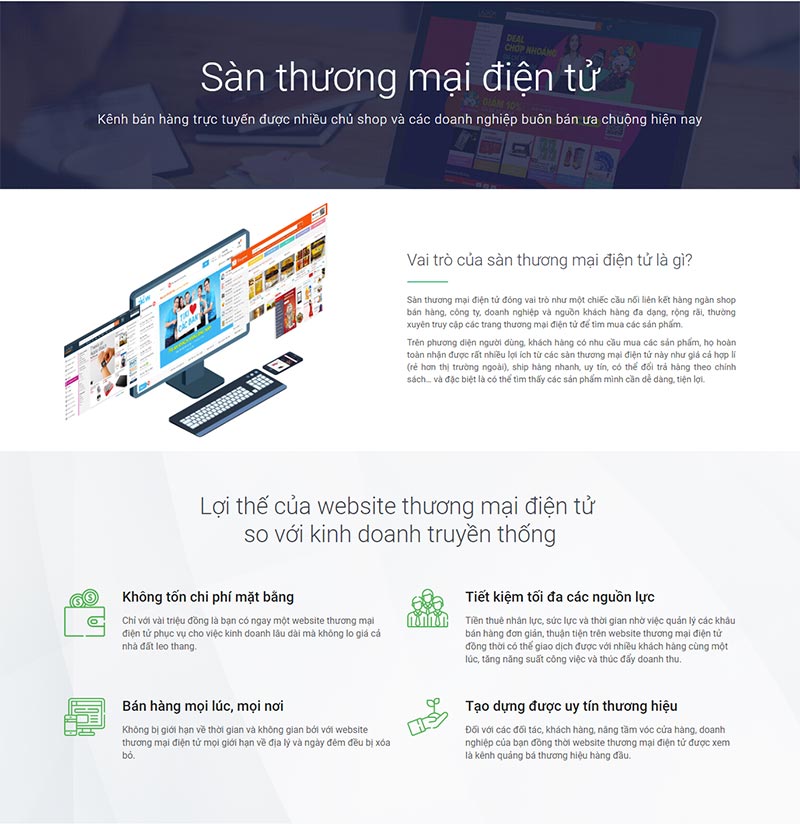 Sàn thương mại điện tử
Kênh bán hàng trực tuyến được nhiều chủ shop và các doanh nghiệp buôn bán ưa chuộng hiện nay
DEAL
CHỚP NHOÁNG
GIẢM 10%
Vai trò của sàn thương mại điện tử là gì?
Sàn thương mại điện tử đóng vai trò như một chiếc cầu nối liên kết hàng ngàn shop
bán hàng, công ty, doanh nghiệp và nguồn khách hàng đa dạng, rộng rãi, thường
xuyên truy cập các trang thương mại điện tử để tìm mua các sản phẩm.
Trên phương diện người dùng, khách hàng có nhu cầu mua các sản phẩm, họ hoàn
toàn nhận được rất nhiều lợi ích từ các sàn thương mại điện tử này như giá cả hợp lí
(rẻ hơn thị trường ngoài), ship hàng nhanh, uy tín, có thể đổi trả hàng theo chính
sách... và đặc biệt là có thể tìm thấy các sản phẩm mình cần dễ dàng, tiện lợi.
Lợi thế của website thương mại điện tử
so với kinh doanh truyền thống
Không tốn chi phí mặt bằng
Chỉ với vài triệu đồng là bạn có ngay một website thương mại
điện tử phục vụ cho việc kinh doanh lâu dài mà không lo giá cả
nhà đất leo thang.
Tiết kiệm tối đa các nguồn lực
Tiền thuê nhân lực, sức lực và thời gian nhờ việc quản lý các khâu
bán hàng đơn giản, thuận tiện trên website thương mại điện tử
đồng thời có thể giao dịch được với nhiều khách hàng cùng một
lúc, tăng năng suất công việc và thúc đẩy doanh thu.
Bán hàng mọi lúc, mọi nơi
Không bị giới hạn về thời gian và không gian bởi với website
thương mại điện tử mọi giới hạn về địa lý và ngày đêm đều bị xóa
bỏ.
Tạo dựng được uy tín thương hiệu
Đối với các đối tác, khách hàng, nâng tầm vóc cửa hàng, doanh
nghiệp của bạn đồng thời website thương mại điện tử được xem
là kênh quảng bá thương hiệu hàng đầu.